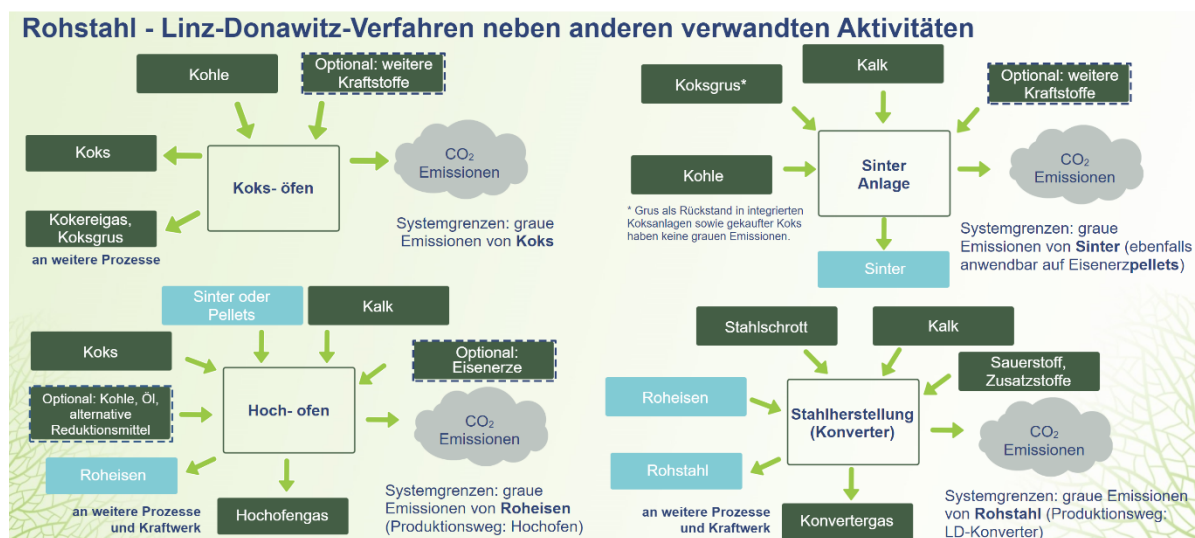 Rohstahl - Linz-Donawitz-Verfahren neben anderen verwandten Aktivitäten
Kohle
Optional: weitere
Kraftstoffe
Koks
Koks- öfen
CO₂
Emissionen
Kokereigas,
Koksgrus
an weitere Prozesse
Systemgrenzen: graue
Emissionen von Koks
Koksgrus*
Kalk
Optional: weitere
Kraftstoffe
Kohle
Sinter
Anlage
CO₂
Emissionen
* Grus als Rückstand in integrierten
Koksanlagen sowie gekaufter Koks
haben keine grauen Emissionen.
Systemgrenzen: graue
Emissionen von Sinter (ebenfalls
anwendbar auf Eisenerzpellets)
Sinter
Sinter oder
Pellets
Kalk
Koks
Optional:
Eisenerze
Optional: Kohle, Öl,
alternative
Reduktionsmittel
Hoch- ofen
CO₂
Emissionen
Roheisen
an weitere Prozesse
und Kraftwerk
Hochofengas
Systemgrenzen: graue
Emissionen von Roheisen
(Produktionsweg: Hochofen)
Stahlschrott
Kalk
Sauerstoff,
Zusatzstoffe
Roheisen
Stahlherstellung
(Konverter)
CO₂
Emissionen
Rohstahl
an weitere Prozesse
und Kraftwerk
Konvertergas
Systemgrenzen: graue Emissionen
von Rohstahl (Produktionsweg:
LD-Konverter)